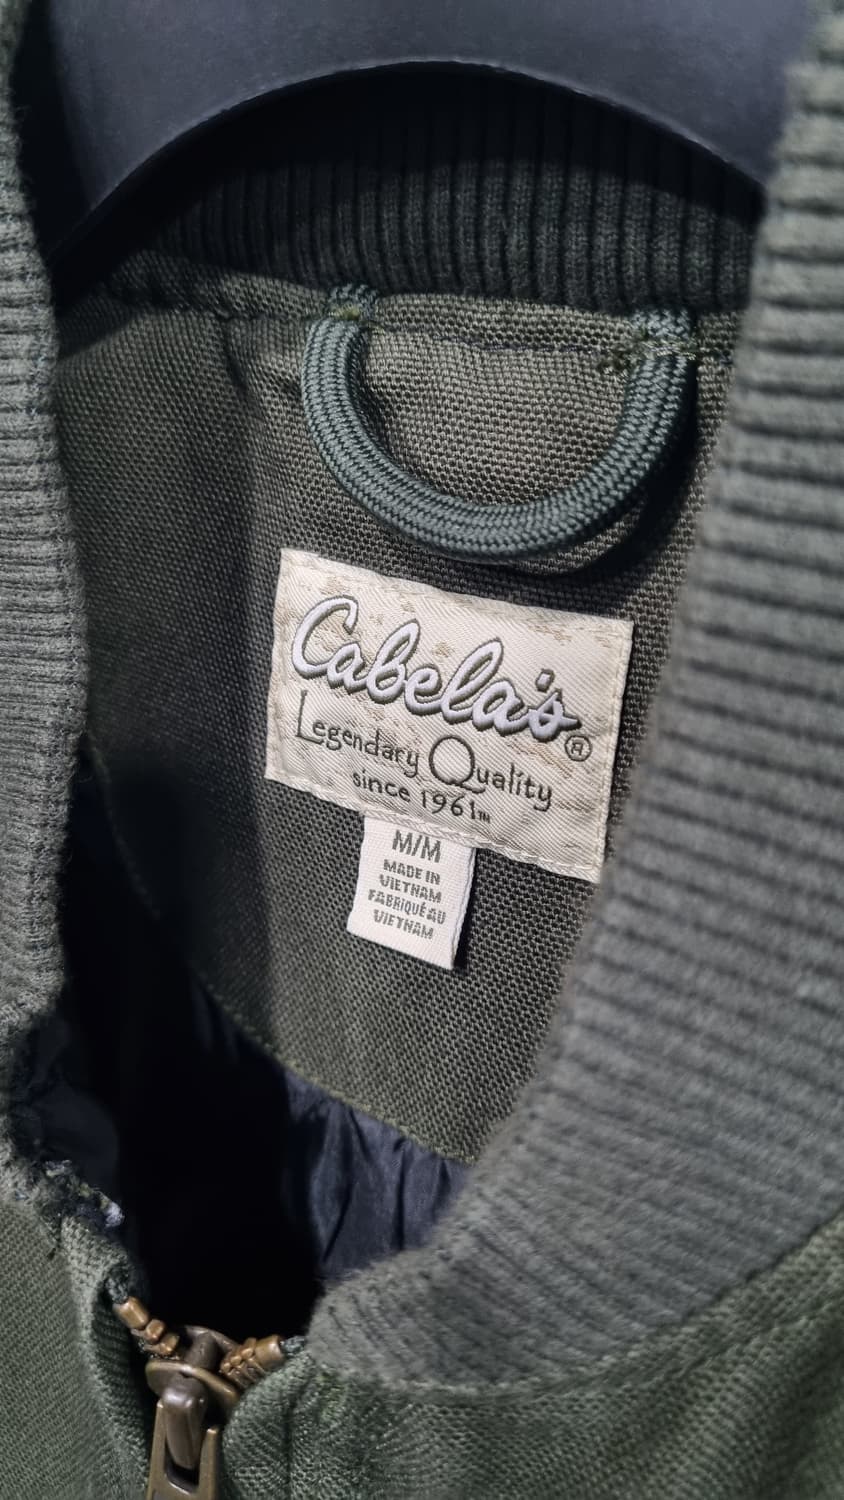 Cabela's®
Legendary Quality
since 1961™
M/M
MADE IN
VIETNAM
FABRIQUÉ AU
VIETNAM